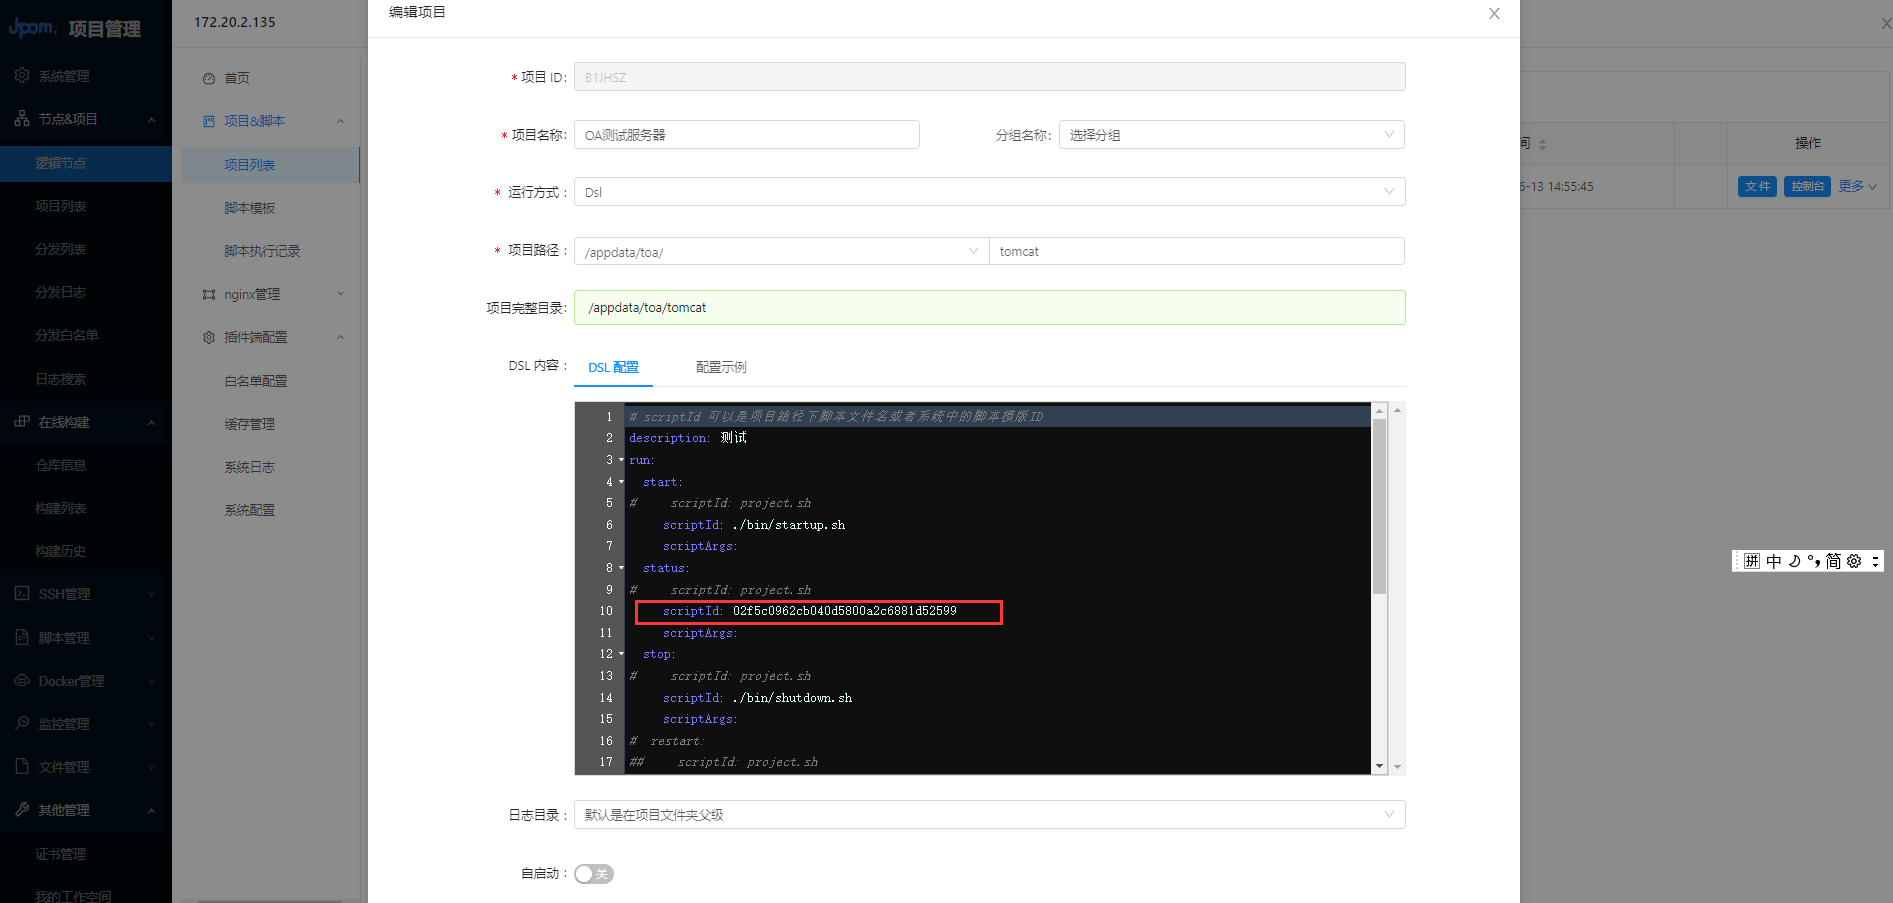 Jpom. 项目管理
系统管理
节点&项目
逻辑节点
项目列表
分发列表
分发日志
分发白名单
日志搜索
在线构建
仓库信息
构建列表
构建历史
SSH管理
脚本管理
Docker管理
监控管理
文件管理
其他管理
证书管理
我的工作空间
172.20.2.135
首页
项目&脚本
项目列表
脚本模板
脚本执行记录
nginx管理
插件端配置
白名单配置
缓存管理
系统日志
系统配置
编辑项目
* 项目 ID: B1JHSZ
* 项目名称: OA测试服务器 分组名称: 选择分组
* 运行方式 : Dsl
* 项目路径 : /appdata/toa/ tomcat
项目完整目录: /appdata/toa/tomcat
DSL 内容 : DSL 配置 配置示例
1 # scriptId 可以是项目路径下脚本文件名或者系统中的脚本模版ID
2 description: 测试
3 run:
4 start:
5 # scriptId: project.sh
6 scriptId: ./bin/startup.sh
7 scriptArgs:
8 status:
9 # scriptId: project.sh
10 scriptId: 02f5c0962cb040d5800a2c6881d52599
11 scriptArgs:
12 stop:
13 # scriptId: project.sh
14 scriptId: ./bin/shutdown.sh
15 scriptArgs:
16 # restart:
17 ## scriptId: project.sh
日志目录 : 默认是在项目文件夹父级
自启动 : 关
间 操作
6-13 14:55:45 文件 控制台 更多
拼 中 简